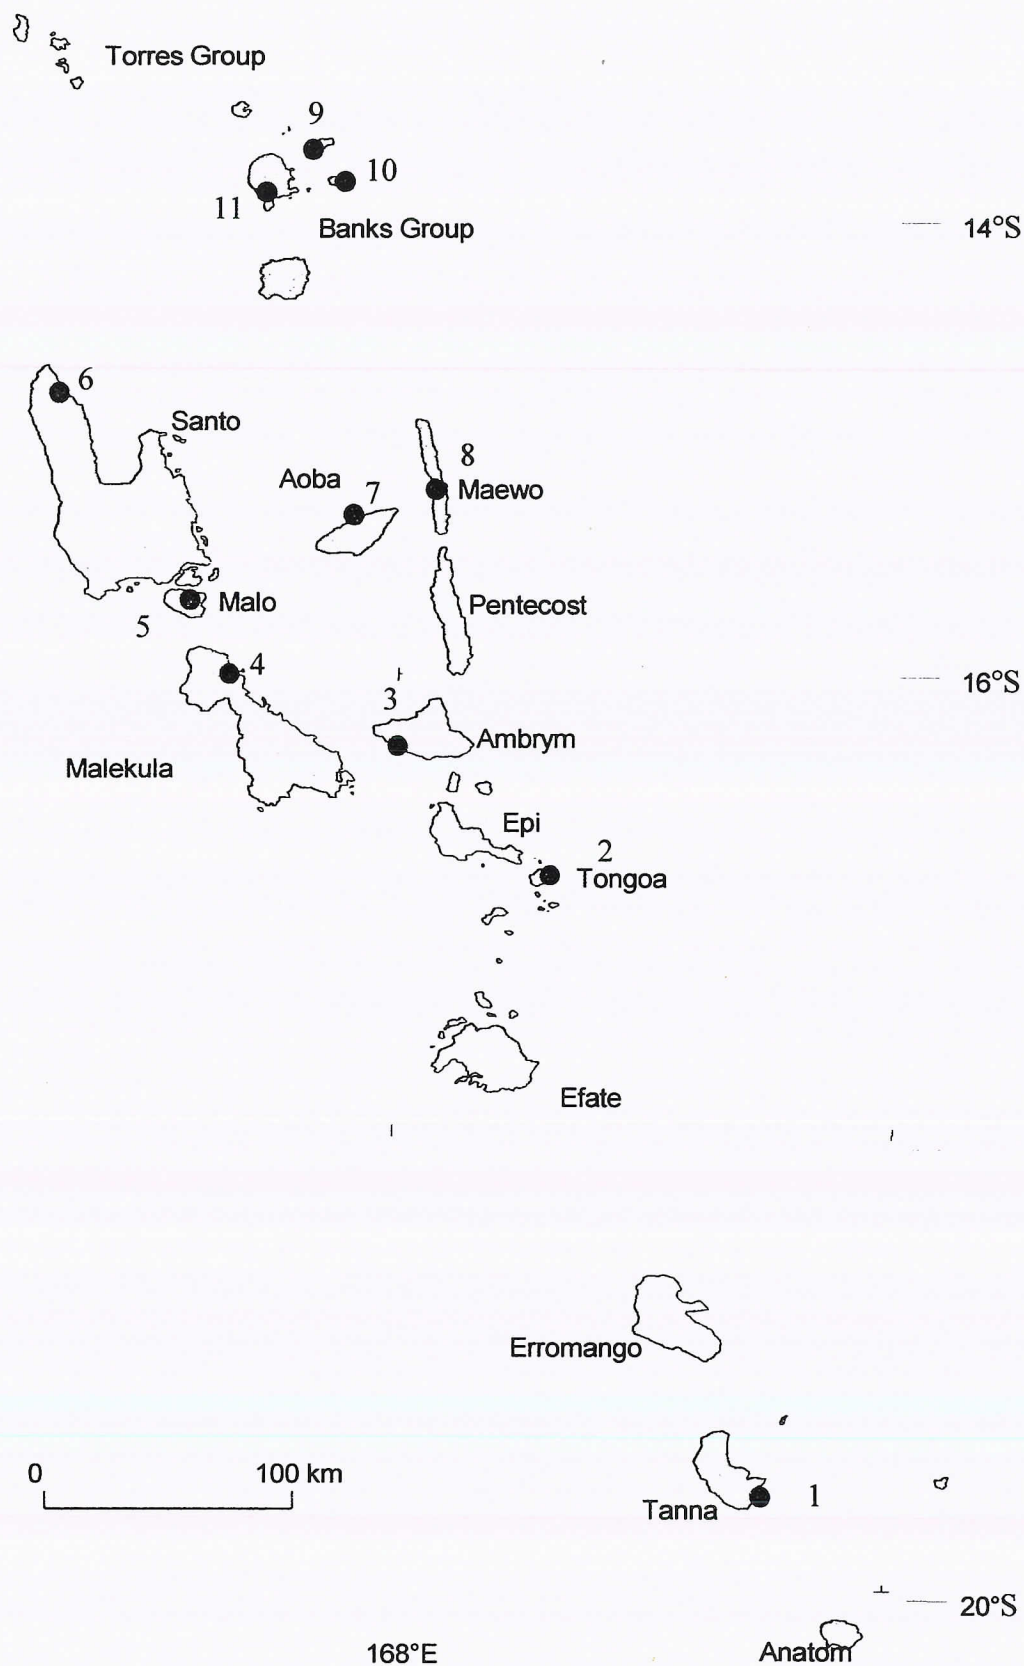 Torres Group
9
10
11
Banks Group
14°S
6
Santo
8
Aoba
7
Maewo
Malo
Pentecost
5
4
16°S
3
Ambrym
Malekula
Epi
2
Tongoa
Efate
Erromango
0
100 km
1
Tanna
20°S
168°E
Anatom